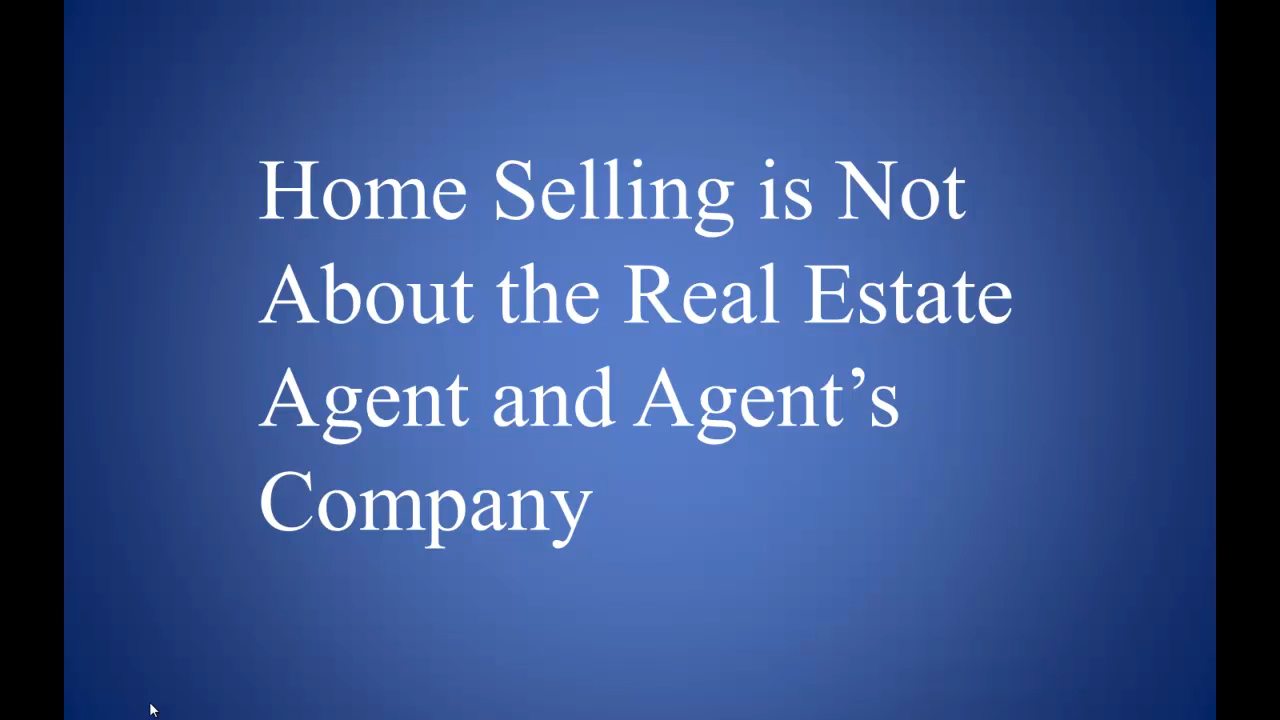 Home Selling is Not
About the Real Estate
Agent and Agent’s
Company